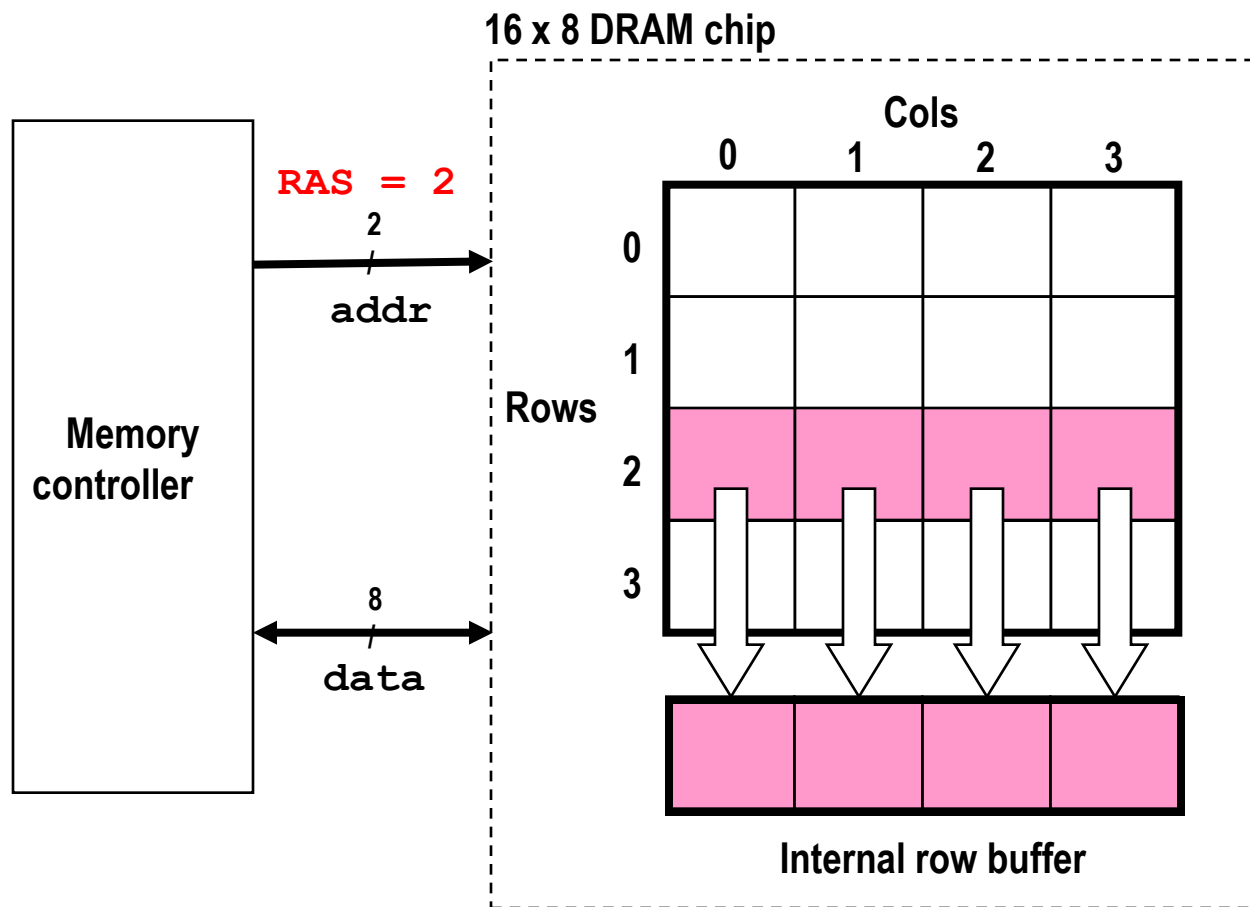 16 x 8 DRAM chip
Cols
0 1 2 3
RAS = 2
2
addr
0
1
Rows
2
3
Memory
controller
8
data
Internal row buffer